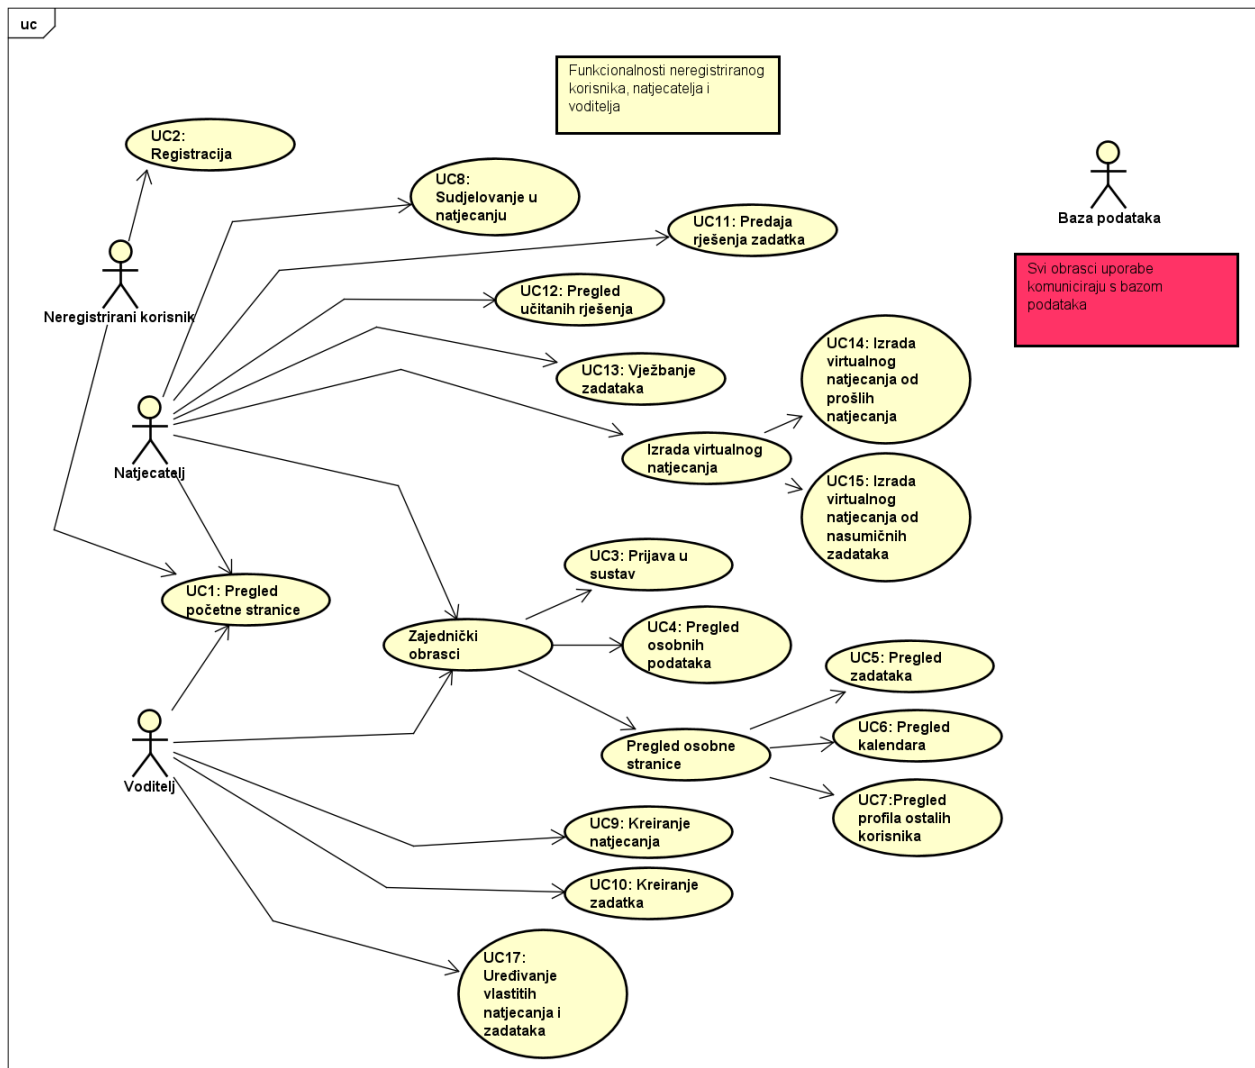 uc
Funkcionalnosti neregistriranog
korisnika, natjecatelja i
voditelja
UC2:
Registracija
UC8:
Sudjelovanje u
natjecanju
Baza podataka
UC11: Predaja
rješenja zadatka
Svi obrasci uporabe
komuniciraju s bazom
podataka
Neregistrirani korisnik
UC12: Pregled
učitanih rješenja
UC13: Vježbanje
zadataka
UC14: Izrada
virtualnog
natjecanja od
prošlih
natjecanja
Natjecatelj
Izrada virtualnog
natjecanja
UC15: Izrada
virtualnog
natjecanja od
nasumičnih
zadataka
UC3: Prijava u
sustav
UC1: Pregled
početne stranice
Zajednički
obrasci
UC4: Pregled
osobnih
podataka
UC5: Pregled
zadataka
UC6: Pregled
kalendara
Pregled osobne
stranice
Voditelj
UC7:Pregled
profila ostalih
korisnika
UC9: Kreiranje
natjecanja
UC10: Kreiranje
zadatka
UC17:
Uređivanje
vlastitih
natjecanja i
zadataka